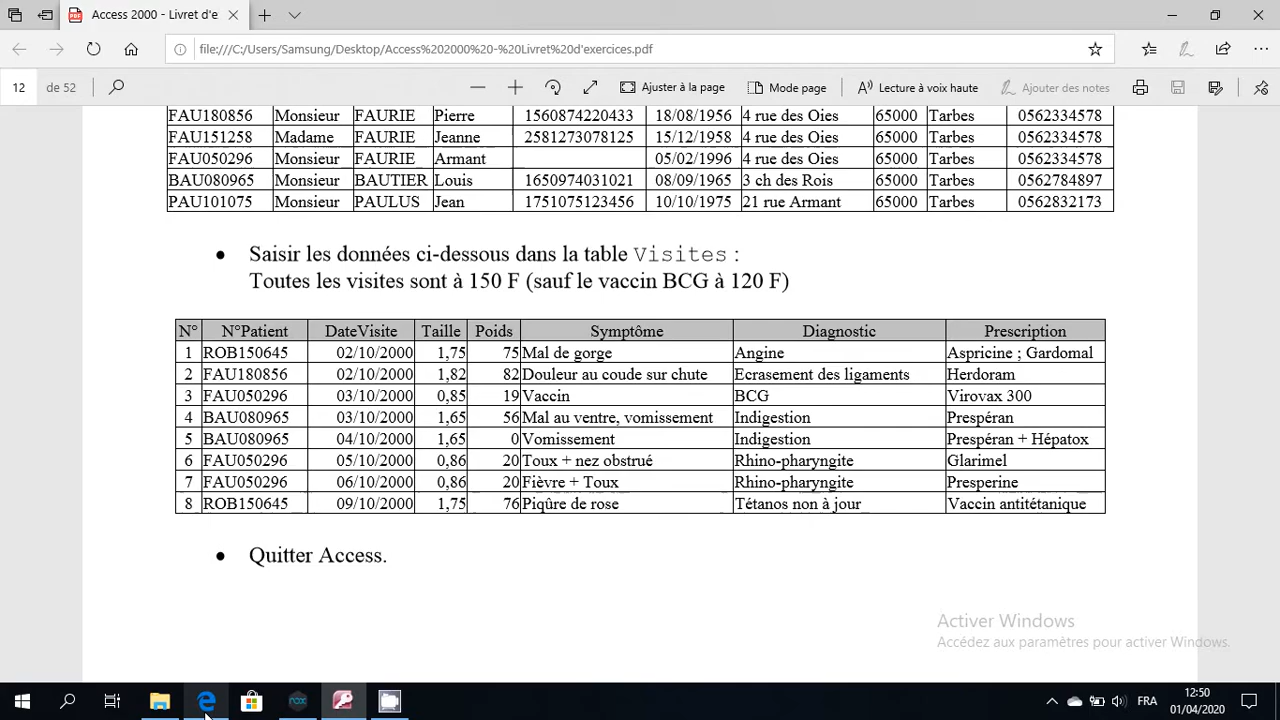 Access 2000 - Livret d'e
file:///C:/Users/Samsung/Desktop/Access%202000%20-%20Livret%20d'exercices.pdf
12 de 52 Ajuster à la page Mode page Lecture à voix haute Ajouter des notes
FAU180856 Monsieur FAURIE Pierre 1560874220433 18/08/1956 4 rue des Oies 65000 Tarbes 0562334578
FAU151258 Madame FAURIE Jeanne 2581273078125 15/12/1958 4 rue des Oies 65000 Tarbes 0562334578
FAU050296 Monsieur FAURIE Armant 05/02/1996 4 rue des Oies 65000 Tarbes 0562334578
BAU080965 Monsieur BAUTIER Louis 1650974031021 08/09/1965 3 ch des Rois 65000 Tarbes 0562784897
PAU101075 Monsieur PAULUS Jean 1751075123456 10/10/1975 21 rue Armant 65000 Tarbes 0562832173
• Saisir les données ci-dessous dans la table Visites :
Toutes les visites sont à 150 F (sauf le vaccin BCG à 120 F)
N° N°Patient DateVisite Taille Poids Symptôme Diagnostic Prescription
1 ROB150645 02/10/2000 1,75 75 Mal de gorge Angine Aspricine ; Gardomal
2 FAU180856 02/10/2000 1,82 82 Douleur au coude sur chute Ecrasement des ligaments Herdoram
3 FAU050296 03/10/2000 0,85 19 Vaccin BCG Virovax 300
4 BAU080965 03/10/2000 1,65 56 Mal au ventre, vomissement Indigestion Prespéran
5 BAU080965 04/10/2000 1,65 0 Vomissement Indigestion Prespéran + Hépatox
6 FAU050296 05/10/2000 0,86 20 Toux + nez obstrué Rhino-pharyngite Glarimel
7 FAU050296 06/10/2000 0,86 20 Fièvre + Toux Rhino-pharyngite Presperine
8 ROB150645 09/10/2000 1,75 76 Piqûre de rose Tétanos non à jour Vaccin antitétanique
• Quitter Access.
Activer Windows
Accédez aux paramètres pour activer Windows.
nox FRA 12:50
01/04/2020